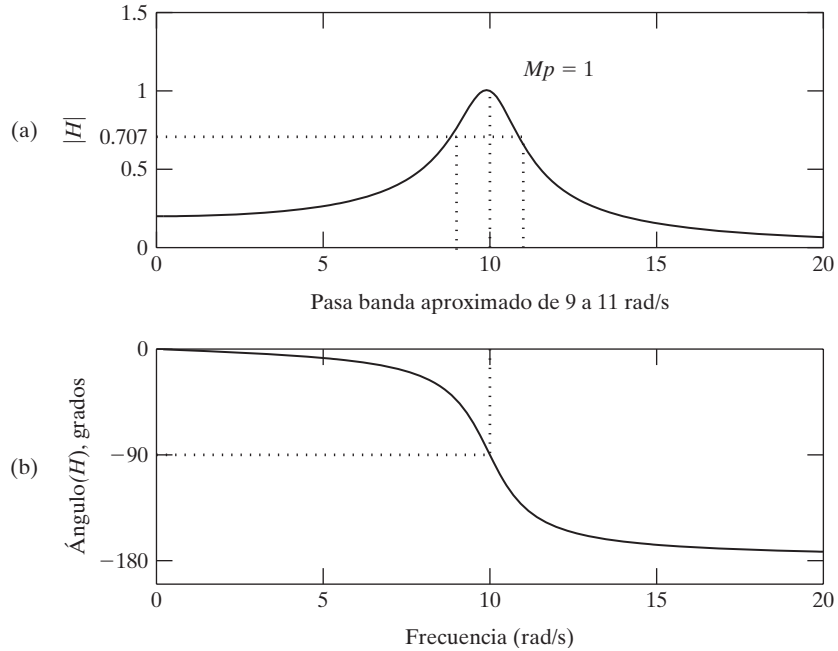 (a)
|H|
1.5
1
0.707
0.5
0
Mp = 1
0 5 10 15 20
Pasa banda aproximado de 9 a 11 rad/s
(b)
Ángulo(H), grados
0
−90
−180
0 5 10 15 20
Frecuencia (rad/s)